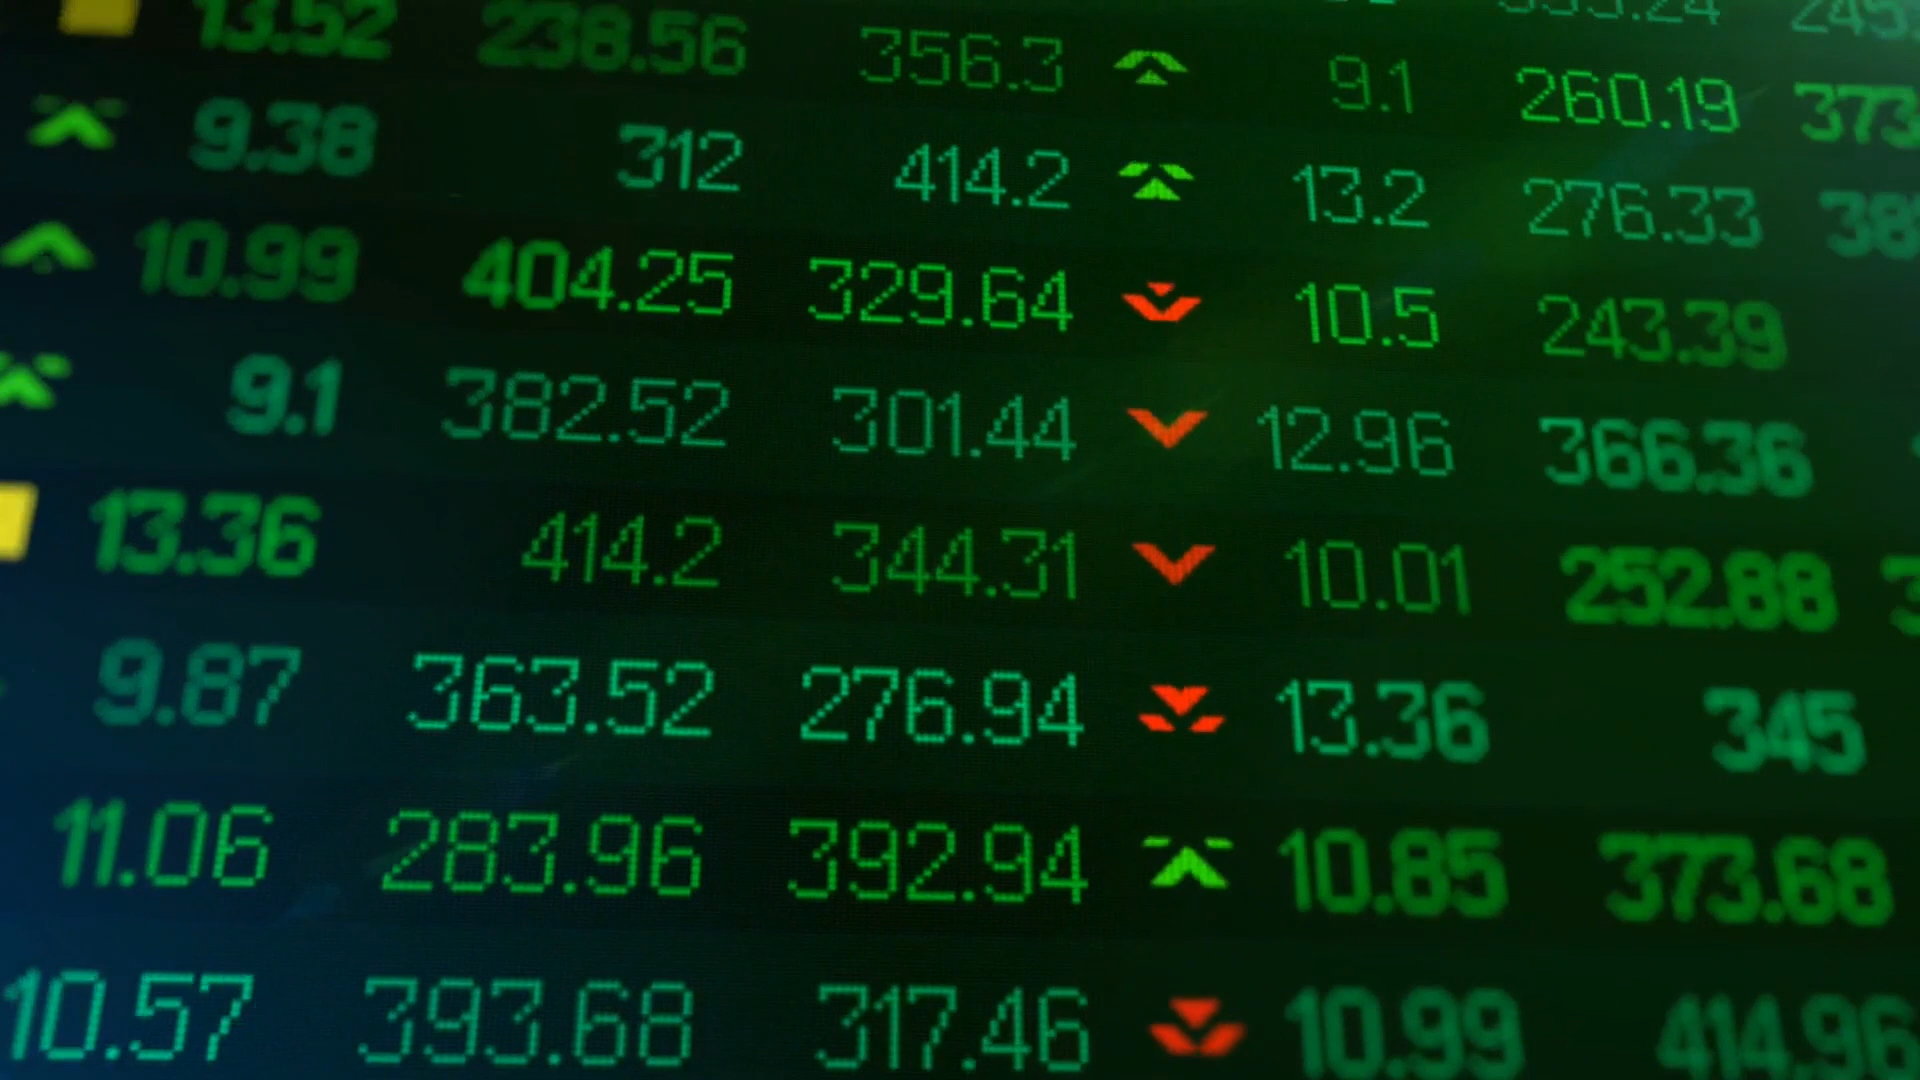 13.52 238.56 356.3 9.1 260.19
9.38 312 414.2 13.2 276.33
10.99 404.25 329.64 10.5 243.39
9.1 382.52 301.44 12.96 366.36
13.36 414.2 344.31 10.01 252.88
9.87 363.52 276.94 13.36 345
11.06 283.96 392.94 10.85 373.68
10.57 393.68 317.46 10.99 414.96